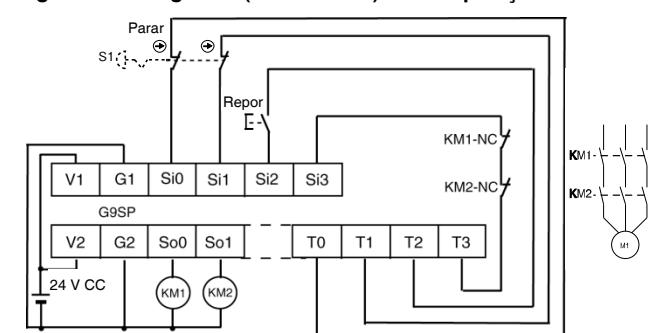 Parar
S1
Repor
KM1-NC
KM2-NC
KM1-
KM2-
M1
V1 G1 Si0 Si1 Si2 Si3
G9SP
V2 G2 So0 So1 T0 T1 T2 T3
24 V CC
KM1 KM2